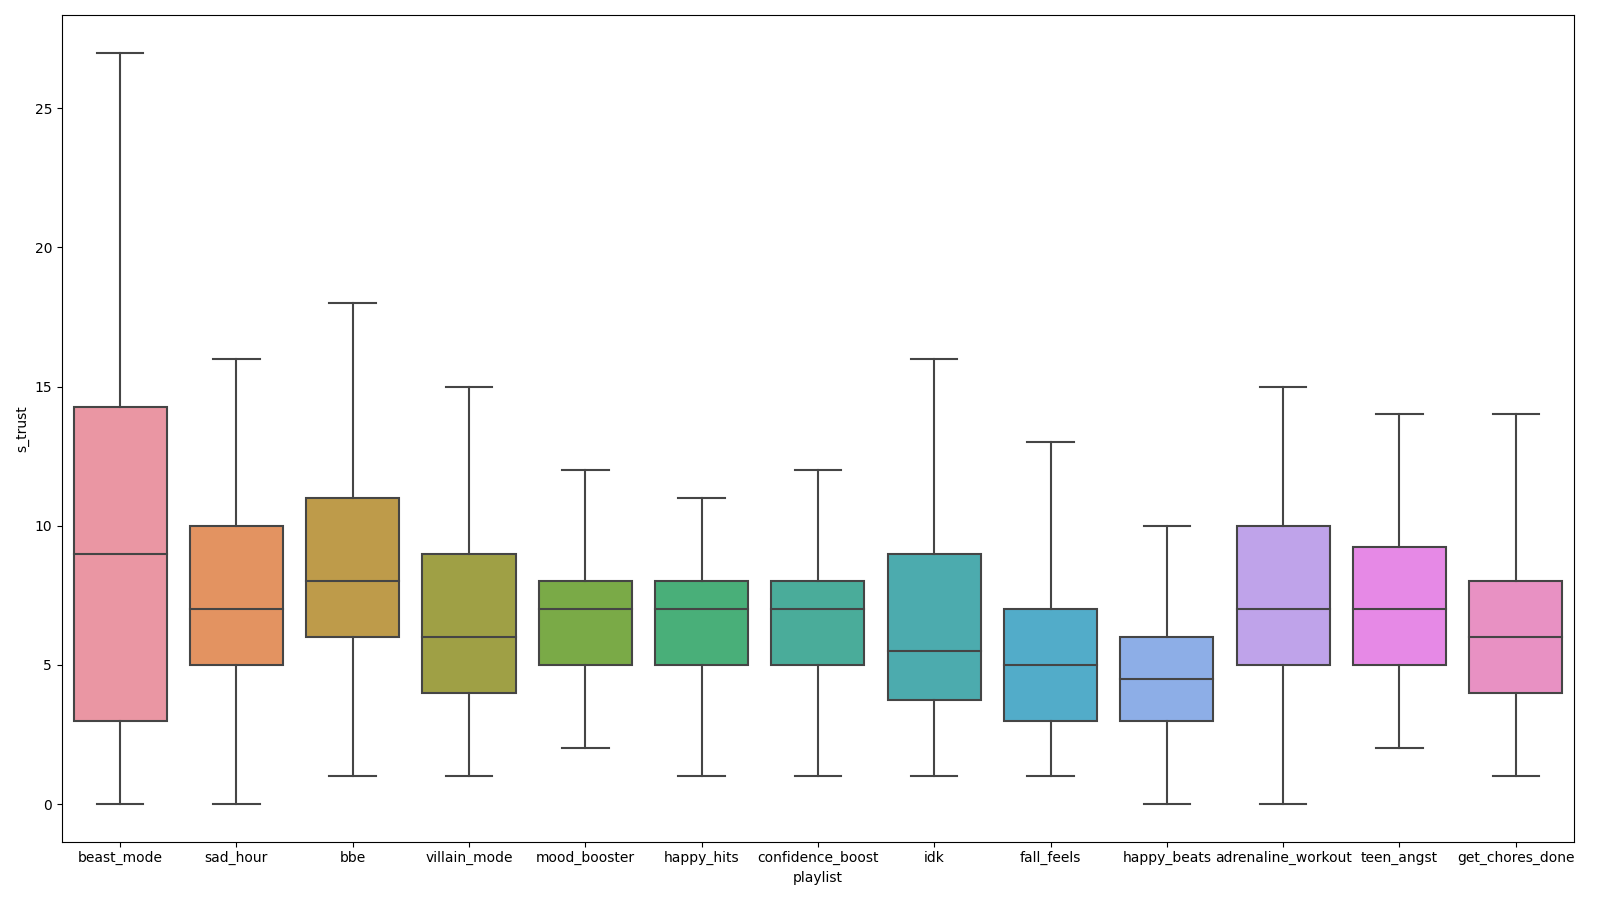 25
20
15
10
5
0
s_trust
beast_mode sad_hour bbe villain_mode mood_booster happy_hits confidence_boost idk fall_feels happy_beats adrenaline_workout teen_angst get_chores_done
playlist